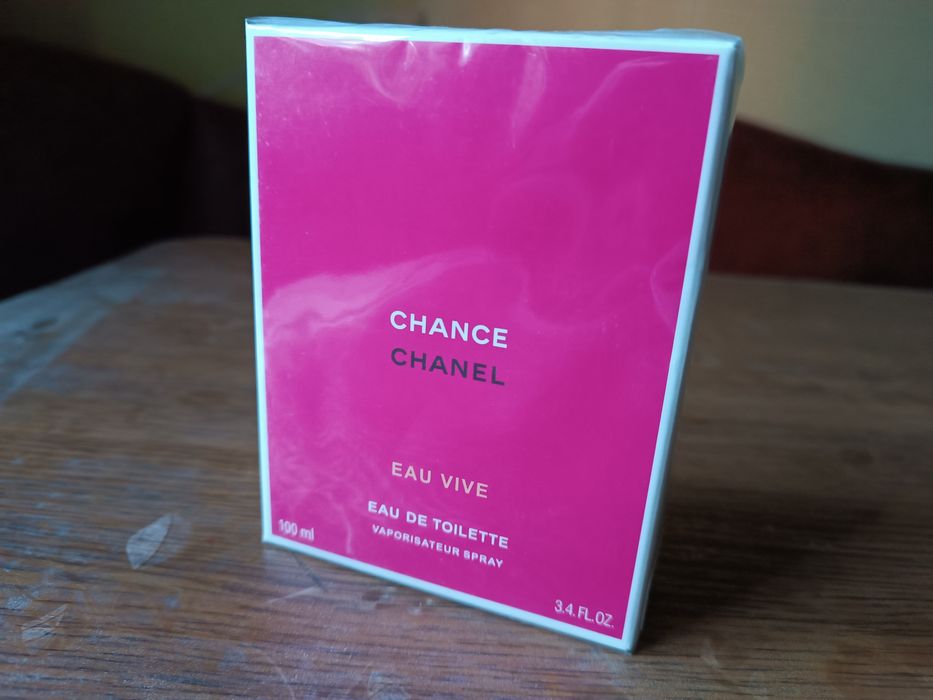 CHANCE
CHANEL
EAU VIVE
EAU DE TOILETTE
VAPORISATEUR SPRAY
100 ml
3.4.FL.OZ.